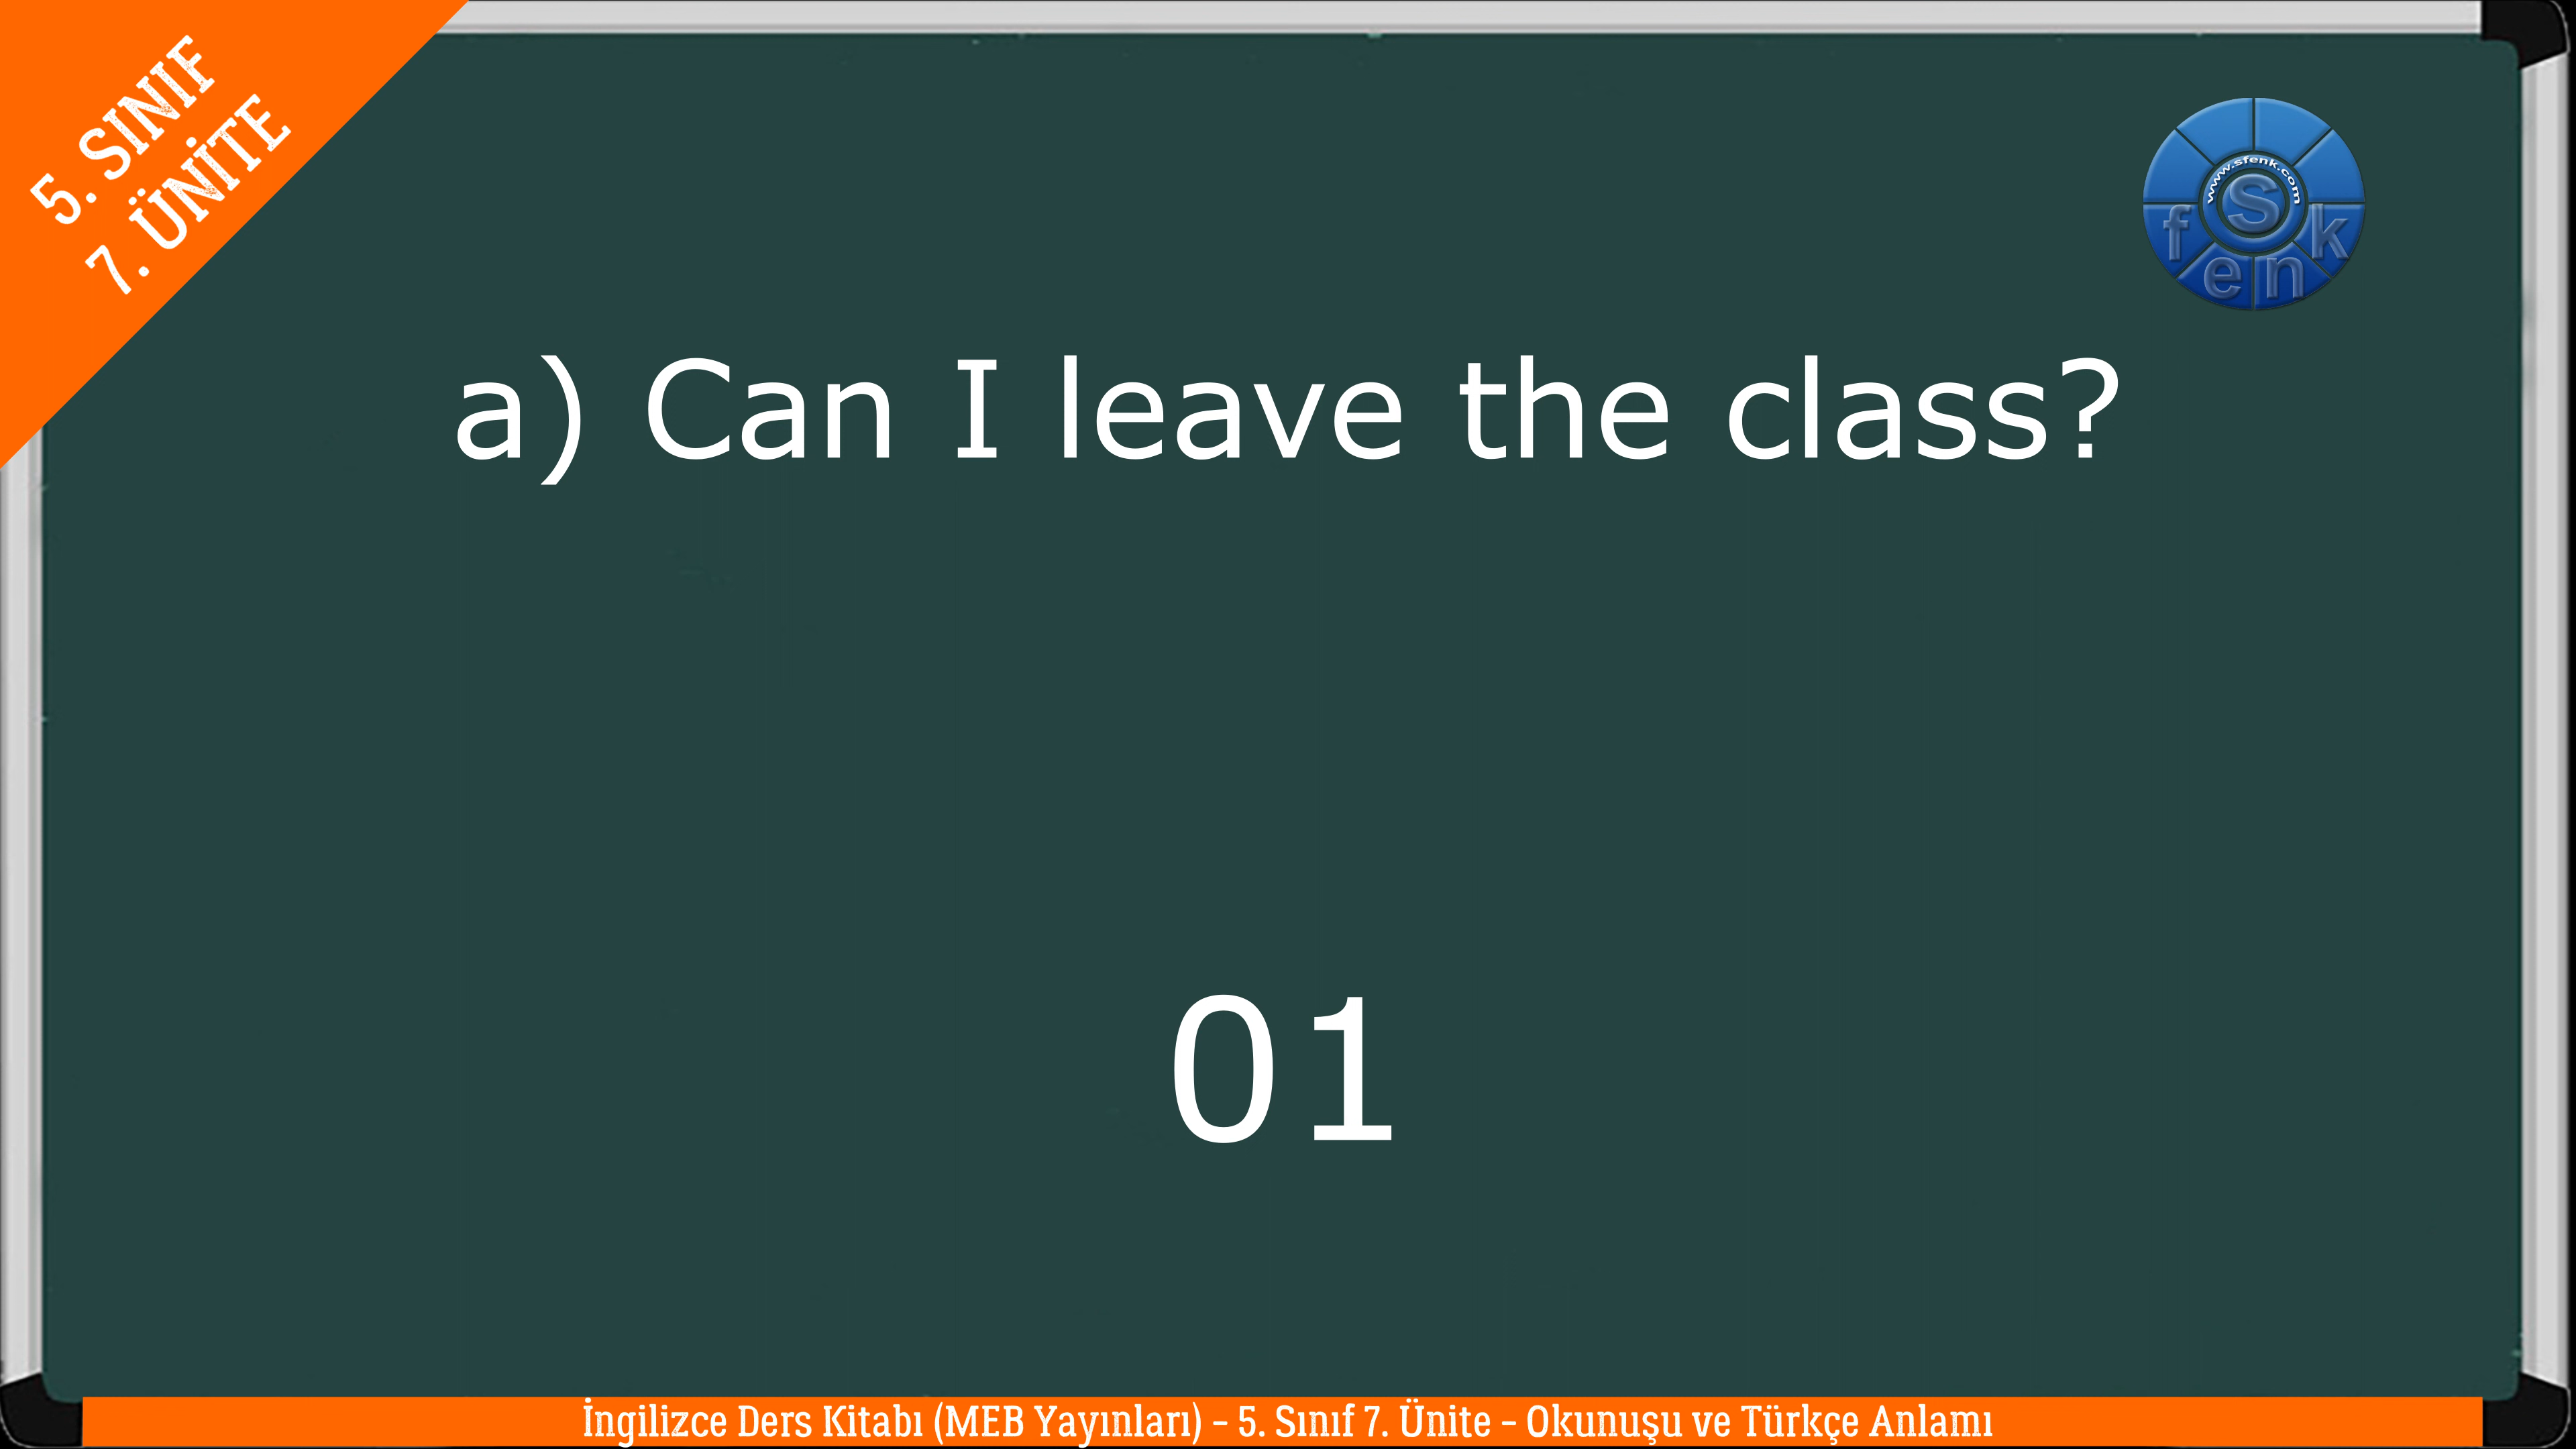 5. SINIF
7. ÜNİTE
www.sfenk.com
S
f e n k
a) Can I leave the class?
01
İngilizce Ders Kitabı (MEB Yayınları) – 5. Sınıf 7. Ünite – Okunuşu ve Türkçe Anlamı